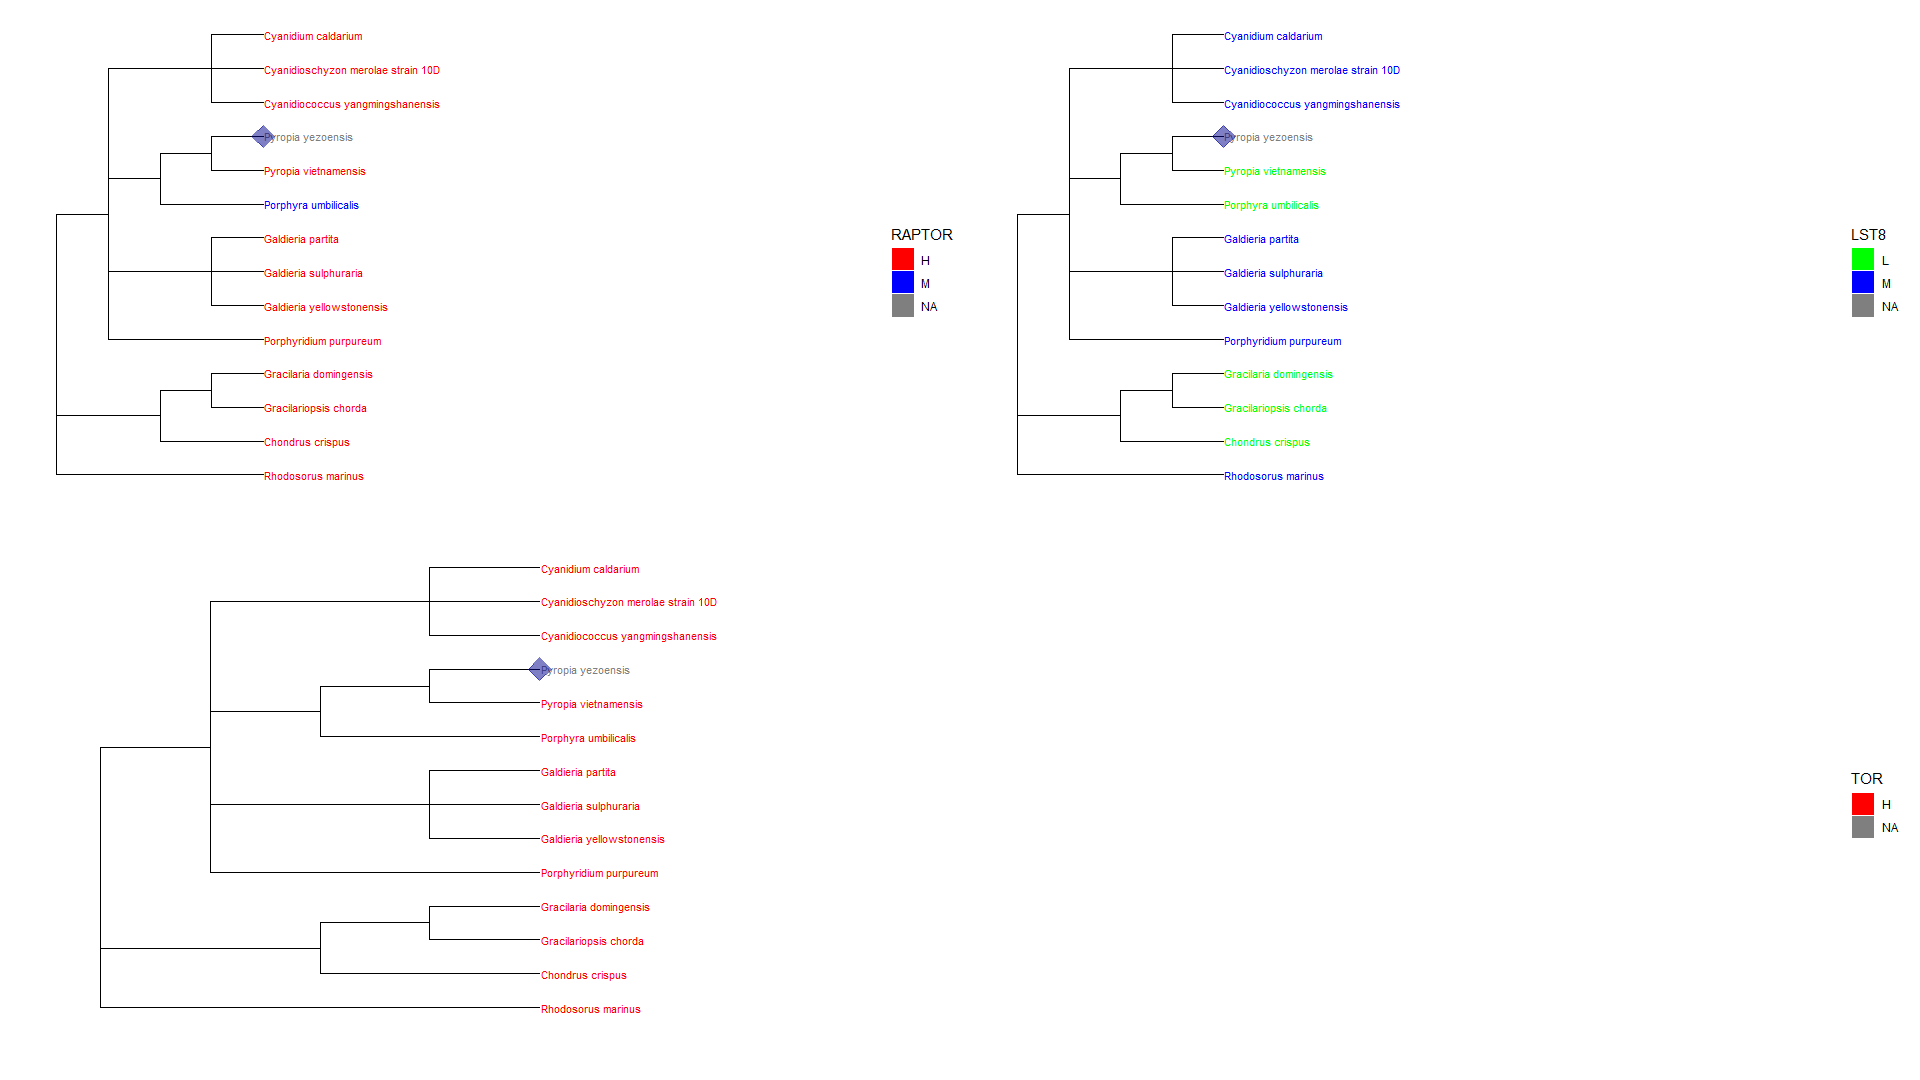 Cyanidium caldarium
Cyanidioschyzon merolae strain 10D
Cyanidiococcus yangmingshanensis
Pyropia yezoensis
Pyropia vietnamensis
Porphyra umbilicalis
Galdieria partita
Galdieria sulphuraria
Galdieria yellowstonensis
Porphyridium purpureum
Gracilaria domingensis
Gracilariopsis chorda
Chondrus crispus
Rhodosorus marinus
RAPTOR
H
M
NA
Cyanidium caldarium
Cyanidioschyzon merolae strain 10D
Cyanidiococcus yangmingshanensis
Pyropia yezoensis
Pyropia vietnamensis
Porphyra umbilicalis
Galdieria partita
Galdieria sulphuraria
Galdieria yellowstonensis
Porphyridium purpureum
Gracilaria domingensis
Gracilariopsis chorda
Chondrus crispus
Rhodosorus marinus
LST8
L
M
NA
Cyanidium caldarium
Cyanidioschyzon merolae strain 10D
Cyanidiococcus yangmingshanensis
Pyropia yezoensis
Pyropia vietnamensis
Porphyra umbilicalis
Galdieria partita
Galdieria sulphuraria
Galdieria yellowstonensis
Porphyridium purpureum
Gracilaria domingensis
Gracilariopsis chorda
Chondrus crispus
Rhodosorus marinus
TOR
H
NA